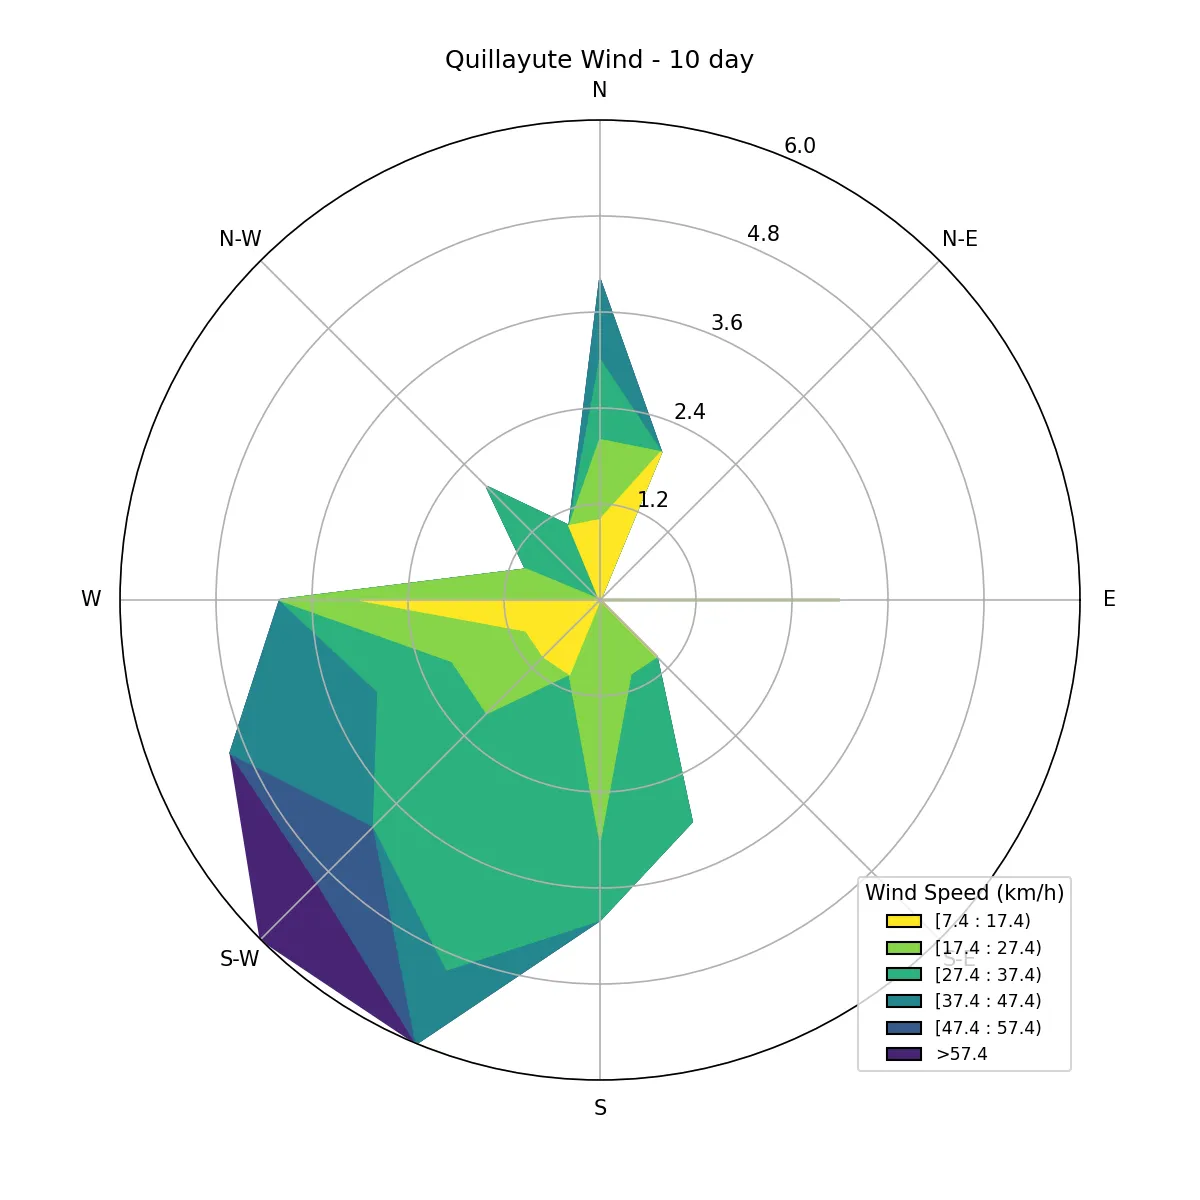 Quillayute Wind - 10 day
N
6.0
N-W
4.8
N-E
3.6
2.4
1.2
W
E
Wind Speed (km/h)
[7.4 : 17.4)
[17.4 : 27.4)
S-W
S-E
[27.4 : 37.4)
[37.4 : 47.4)
[47.4 : 57.4)
>57.4
S